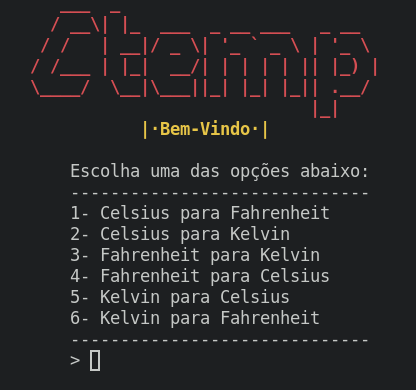 Ctemp
|·Bem-Vindo·|
Escolha uma das opções abaixo:
------------------------------
1- Celsius para Fahrenheit
2- Celsius para Kelvin
3- Fahrenheit para Kelvin
4- Fahrenheit para Celsius
5- Kelvin para Celsius
6- Kelvin para Fahrenheit
------------------------------
>